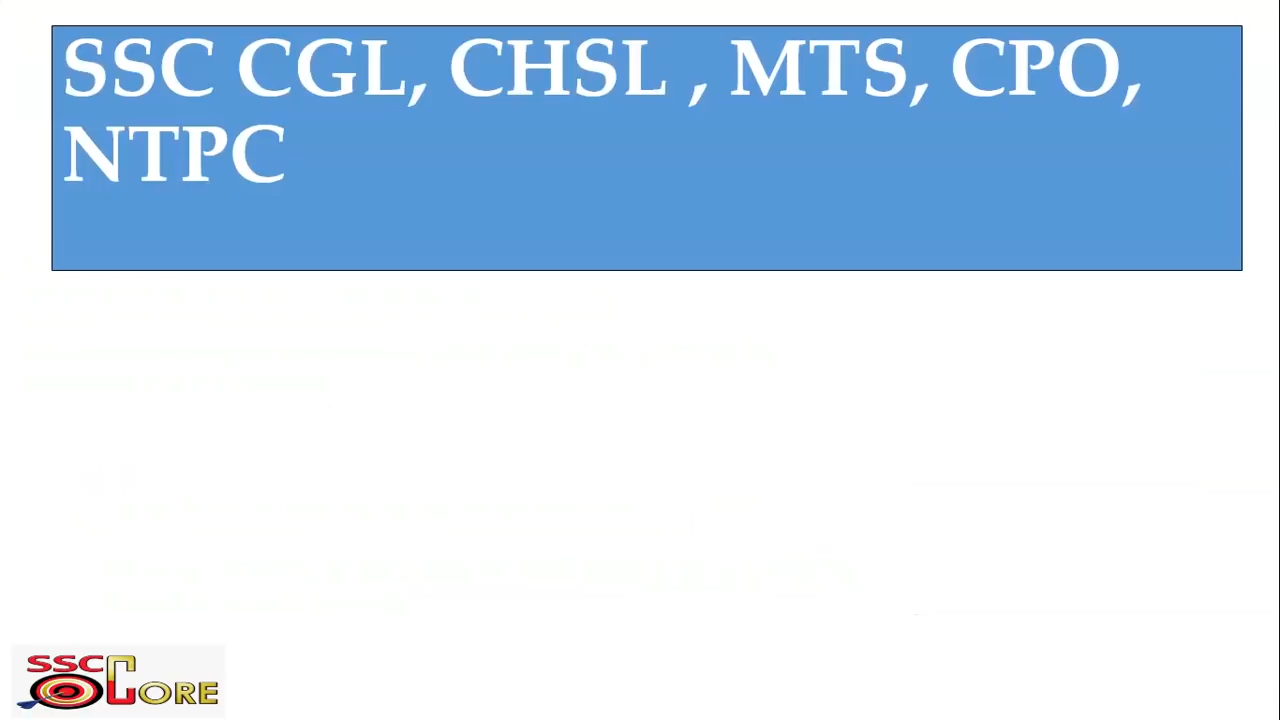 SSC CGL, CHSL , MTS, CPO,
NTPC
SSC
CORE